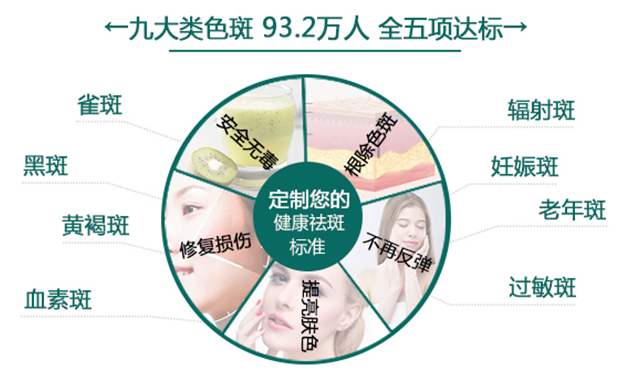 ←九大类色斑 93.2万人 全五项达标→
雀斑
黑斑
黄褐斑
血素斑
辐射斑
妊娠斑
老年斑
过敏斑
安全无毒
根除色斑
修复损伤
不再反弹
提亮肤色
定制您的
健康祛斑
标准